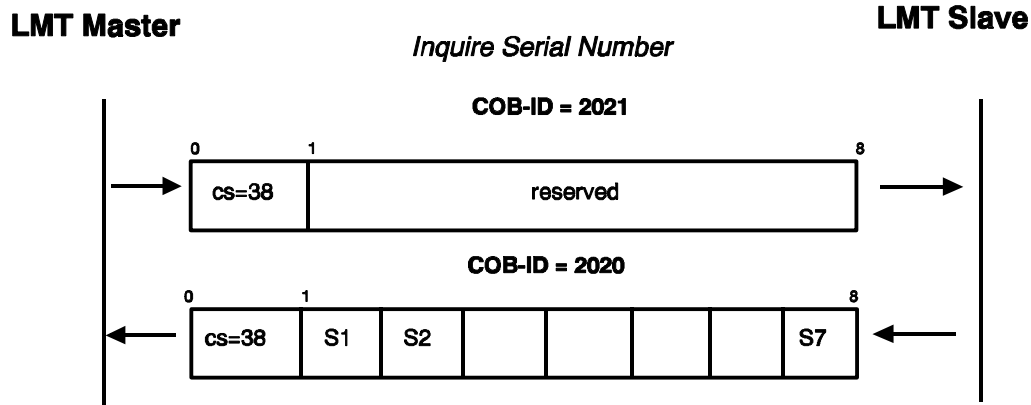 LMT Master
LMT Slave
Inquire Serial Number
COB-ID = 2021
0 1 8
cs=38 reserved
COB-ID = 2020
0 1 8
cs=38 S1 S2 S7